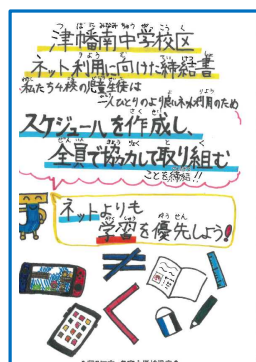 津幡南中学校区
ネット利用に向けた締結書
私たち4校の児童生徒は
一人ひとりのより良いネット利用のため
スケジュールを作成し、
全員で協力して取り組む
ことを締結!!
ネットよりも
学習を優先しよう!